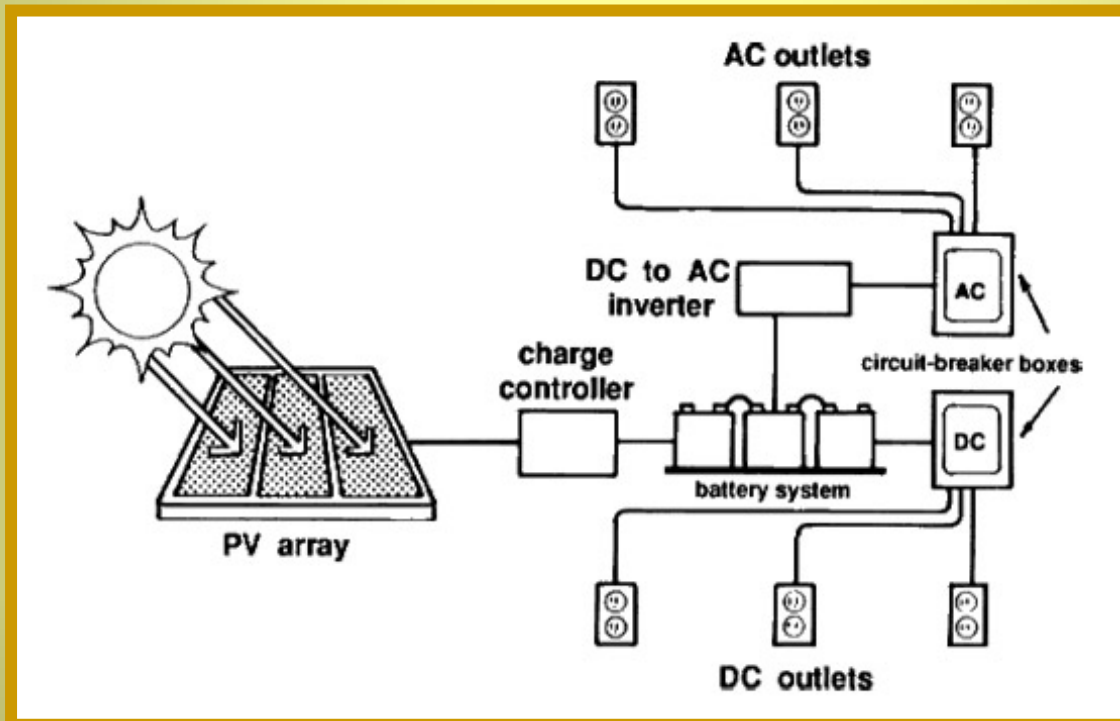 AC outlets
DC to AC
inverter
AC
charge
controller
circuit-breaker boxes
DC
battery system
PV array
DC outlets